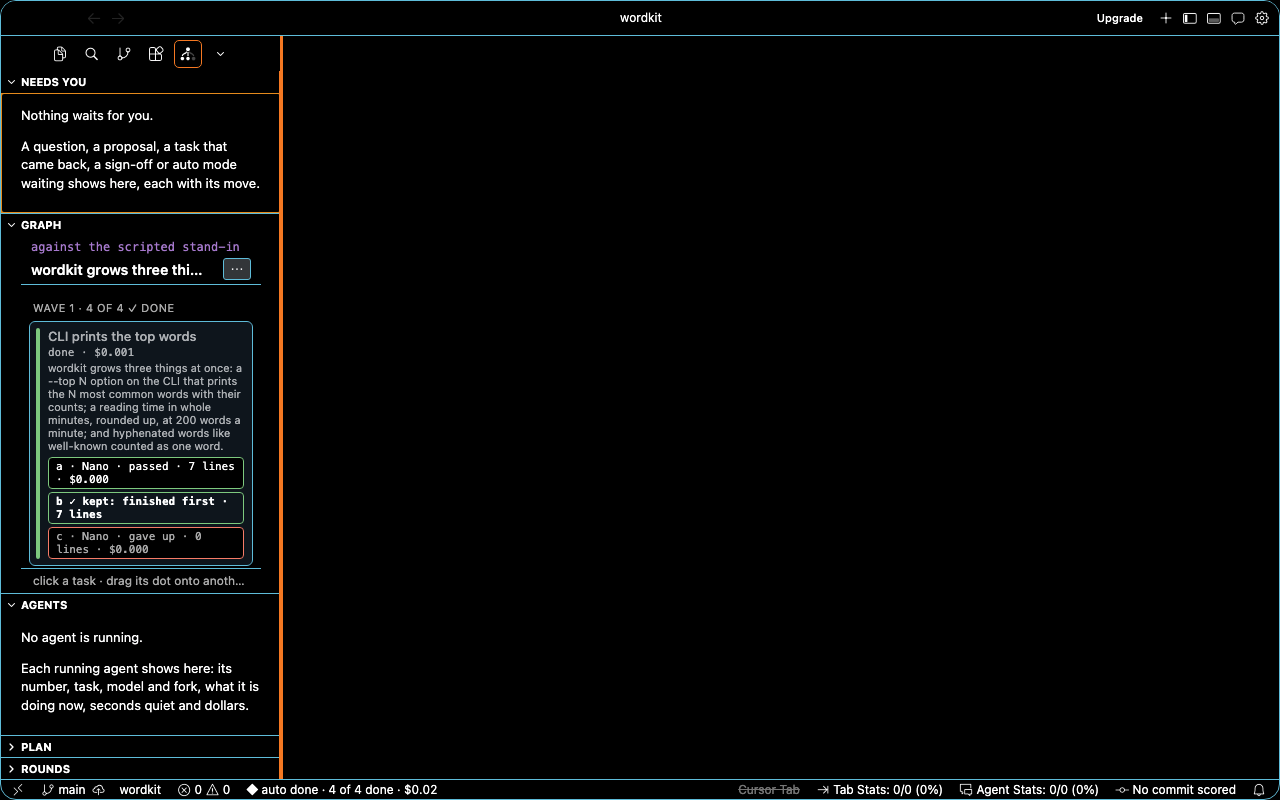 wordkit
Upgrade
NEEDS YOU
Nothing waits for you.
A question, a proposal, a task that
came back, a sign-off or auto mode
waiting shows here, each with its move.
GRAPH
against the scripted stand-in
wordkit grows three thi...
WAVE 1 · 4 OF 4 ✓ DONE
CLI prints the top words
done · $0.001
wordkit grows three things at once: a
--top N option on the CLI that prints
the N most common words with their
counts; a reading time in whole
minutes, rounded up, at 200 words a
minute; and hyphenated words like
well-known counted as one word.
a · Nano · passed · 7 lines
· $0.000
b ✓ kept: finished first ·
7 lines
c · Nano · gave up · 0
lines · $0.000
click a task · drag its dot onto anoth...
AGENTS
No agent is running.
Each running agent shows here: its
number, task, model and fork, what it is
doing now, seconds quiet and dollars.
PLAN
ROUNDS
main wordkit 0 0 auto done · 4 of 4 done · $0.02 Cursor Tab Tab Stats: 0/0 (0%) Agent Stats: 0/0 (0%) No commit scored